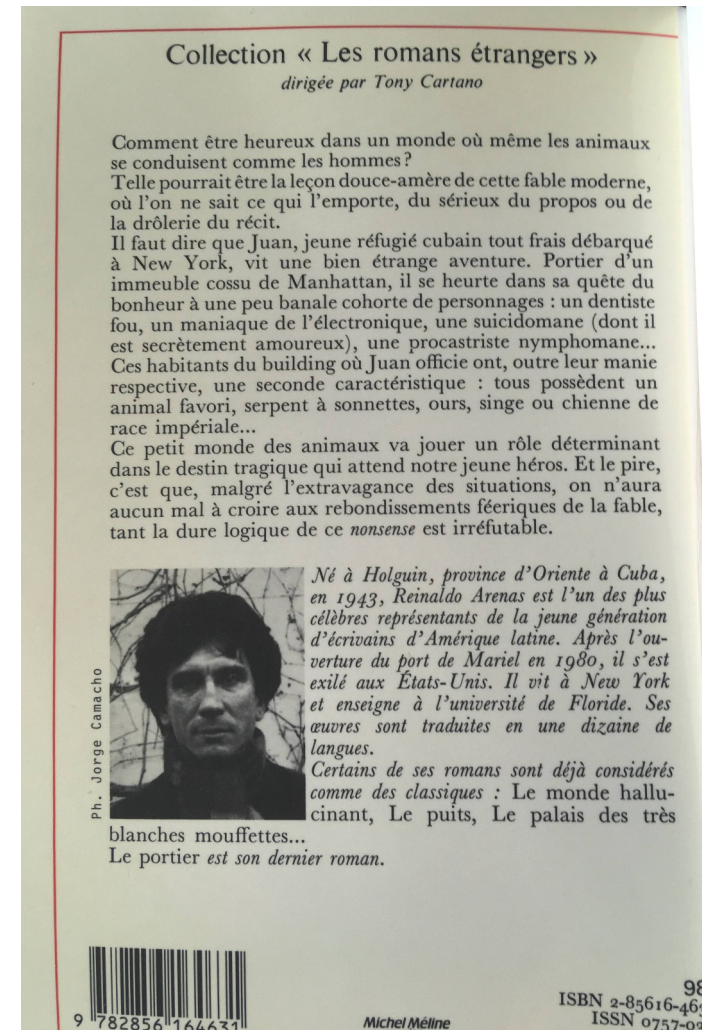 Collection « Les romans étrangers »
dirigée par Tony Cartano
Comment être heureux dans un monde où même les animaux
se conduisent comme les hommes ?
Telle pourrait être la leçon douce-amère de cette fable moderne,
où l'on ne sait ce qui l'emporte, du sérieux du propos ou de
la drôlerie du récit.
Il faut dire que Juan, jeune réfugié cubain tout frais débarqué
à New York, vit une bien étrange aventure. Portier d'un
immeuble cossu de Manhattan, il se heurte dans sa quête du
bonheur à une peu banale cohorte de personnages : un dentiste
fou, un maniaque de l'électronique, une suicidomane (dont il
est secrètement amoureux), une procastriste nymphomane...
Ces habitants du building où Juan officie ont, outre leur manie
respective, une seconde caractéristique : tous possèdent un
animal favori, serpent à sonnettes, ours, singe ou chienne de
race impériale...
Ce petit monde des animaux va jouer un rôle déterminant
dans le destin tragique qui attend notre jeune héros. Et le pire,
c'est que, malgré l'extravagance des situations, on n'aura
aucun mal à croire aux rebondissements féeriques de la fable,
tant la dure logique de ce nonsense est irréfutable.
Né à Holguin, province d'Oriente à Cuba,
en 1943, Reinaldo Arenas est l'un des plus
célèbres représentants de la jeune génération
d'écrivains d'Amérique latine. Après l'ou-
verture du port de Mariel en 1980, il s'est
exilé aux États-Unis. Il vit à New York
et enseigne à l'université de Floride. Ses
œuvres sont traduites en une dizaine de
langues.
Certains de ses romans sont déjà considérés
comme des classiques : Le monde hallu-
cinant, Le puits, Le palais des très
blanches mouffettes...
Le portier est son dernier roman.
Ph. Jorge Camacho
9 782856 164631
Michel Méline
98
ISBN 2-85616-463
ISSN 0757-02